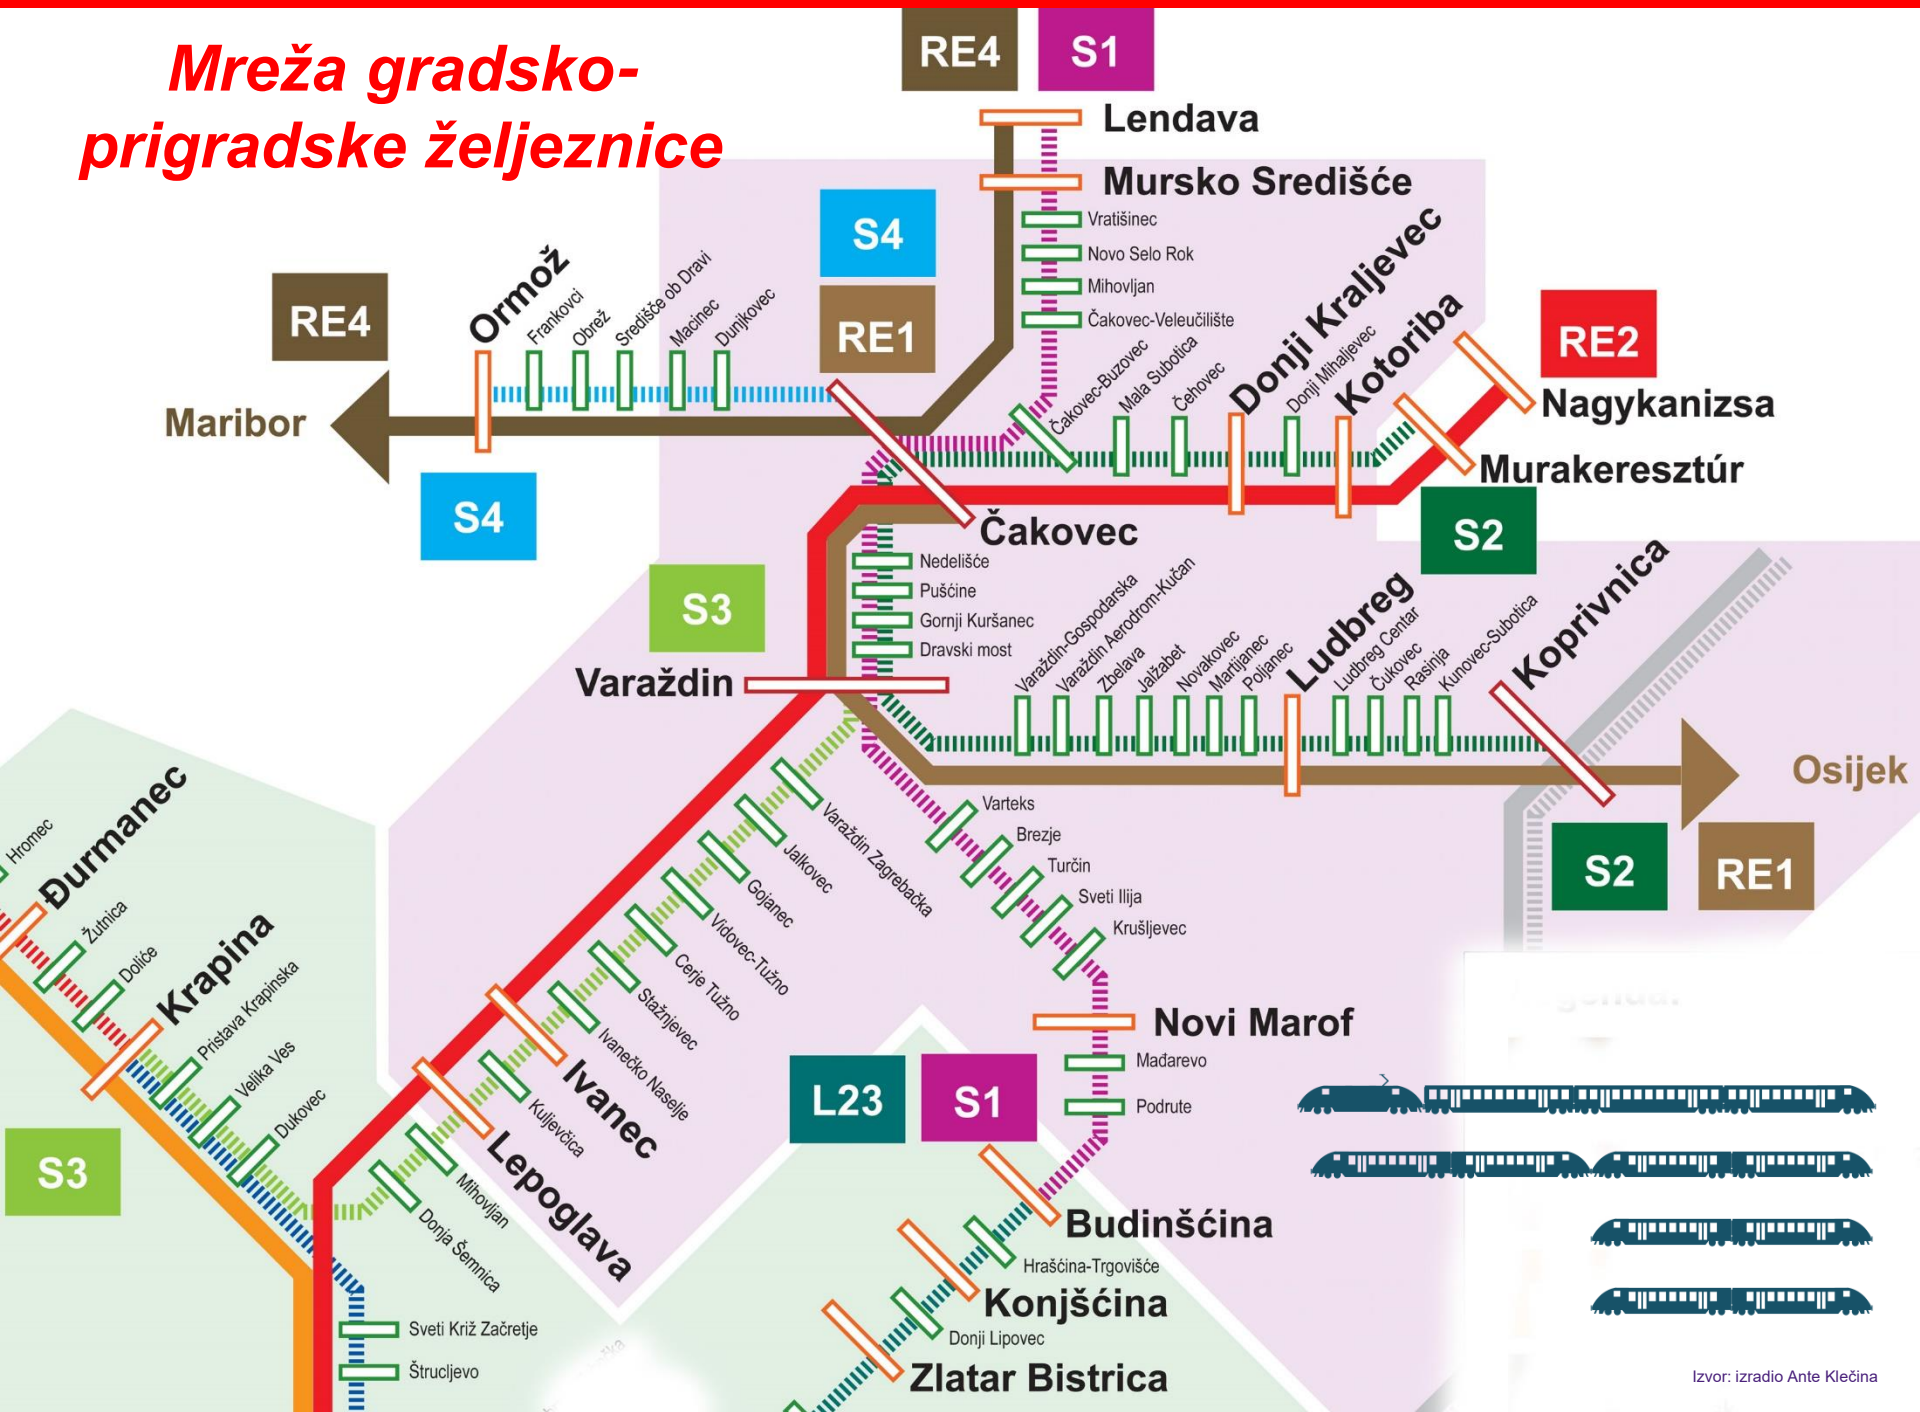 Mreža gradsko-
prigradske željeznice
RE4
S1
Lendava
Mursko Središće
Vratišinec
Novo Selo Rok
Mihovljan
Čakovec-Veleučilište
S4
RE1
RE4
Ormož
Frankovci
Obrež
Središče ob Dravi
Macinec
Dunjkovec
Maribor
S4
Čakovec-Buzovec
Mala Subotica
Čehovec
Donji Kraljevec
Donji Mihaljevec
Kotoriba
RE2
Nagykanizsa
Murakeresztúr
S2
Čakovec
Nedelišće
Pušćine
Gornji Kuršanec
Dravski most
S3
Varaždin
Varaždin-Gospodarska
Varaždin Aerodrom-Kučan
Zbelava
Jalžabet
Novakovec
Martijanec
Poljanec
Ludbreg
Ludbreg Centar
Čukovec
Rasinja
Kunovec-Subotica
Koprivnica
Osijek
S2
RE1
Varaždin Zagrebačka
Jalkovec
Gojanec
Vidovec-Tužno
Cerje Tužno
Stažnjevec
Ivanečko Naselje
Ivanec
Kuljevčica
Lepoglava
Mihovljan
Donja Šemnica
Varteks
Brezje
Turčin
Sveti Ilija
Krušljevec
Novi Marof
Mađarevo
Podrute
L23
S1
Budinšćina
Hrašćina-Trgovišće
Konjšćina
Donji Lipovec
Zlatar Bistrica
Hromec
Đurmanec
Žutnica
Doliće
Krapina
Pristava Krapinska
Velika Ves
Dukovec
S3
Sveti Križ Začretje
Štrucljevo
Izvor: izradio Ante Klečina